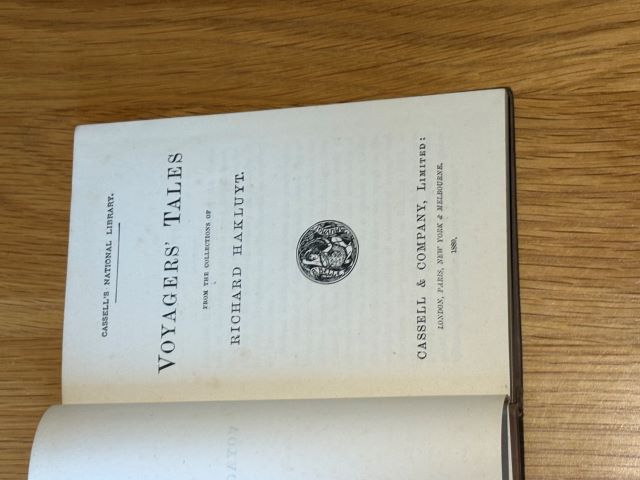 CASSELL'S NATIONAL LIBRARY.
VOYAGERS' TALES
FROM THE COLLECTIONS OF
RICHARD HAKLUYT.
CASSELL & COMPANY, LIMITED:
LONDON, PARIS, NEW YORK & MELBOURNE.
1889.